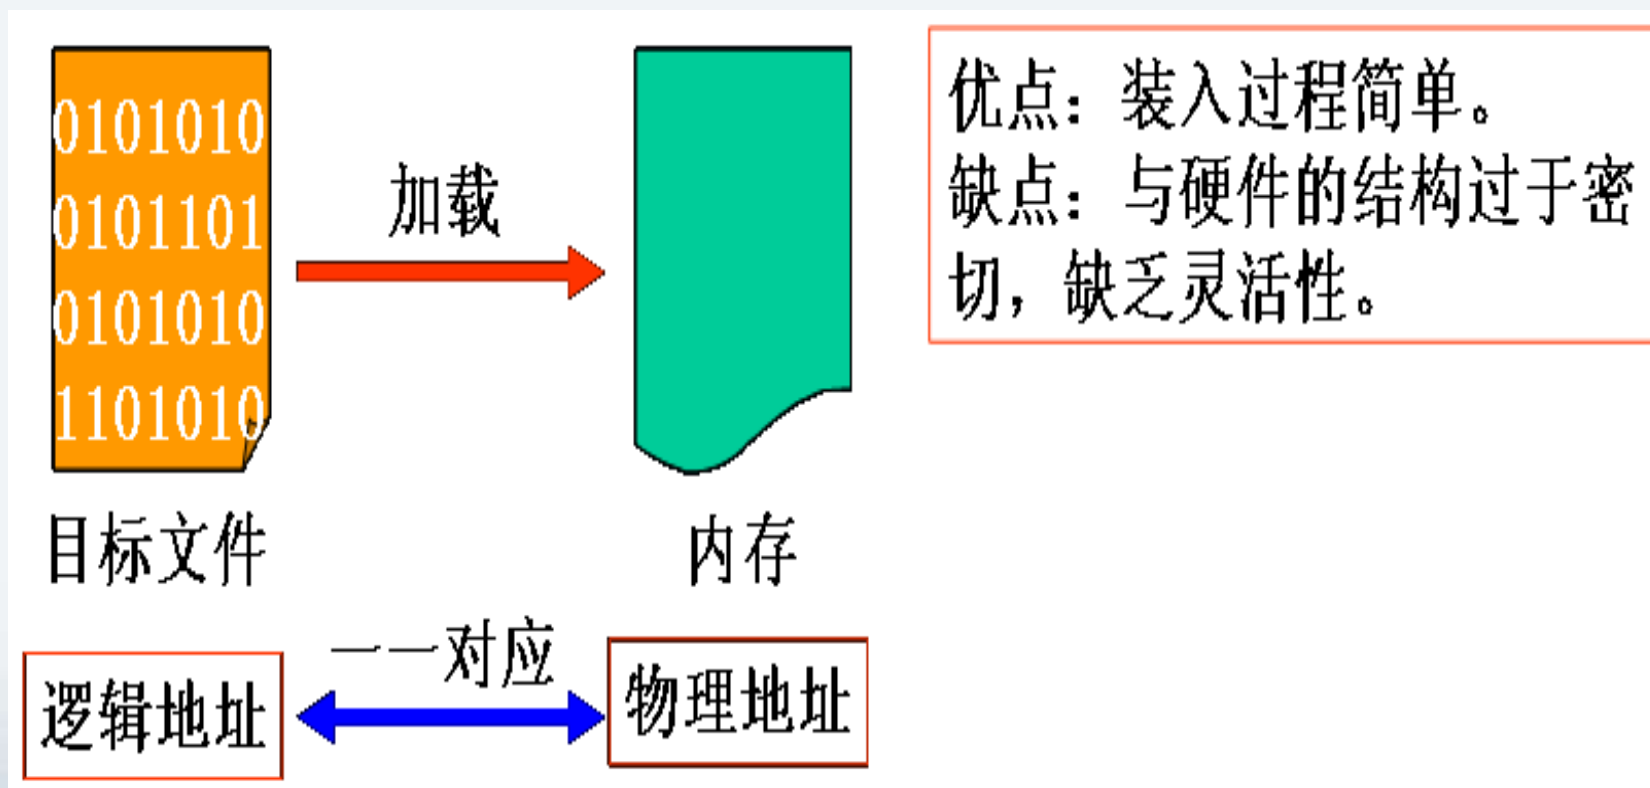 0101010
0101101
0101010
1101010
加载
目标文件
内存
逻辑地址
一一对应
物理地址
优点：装入过程简单。
缺点：与硬件的结构过于密
切，缺乏灵活性。